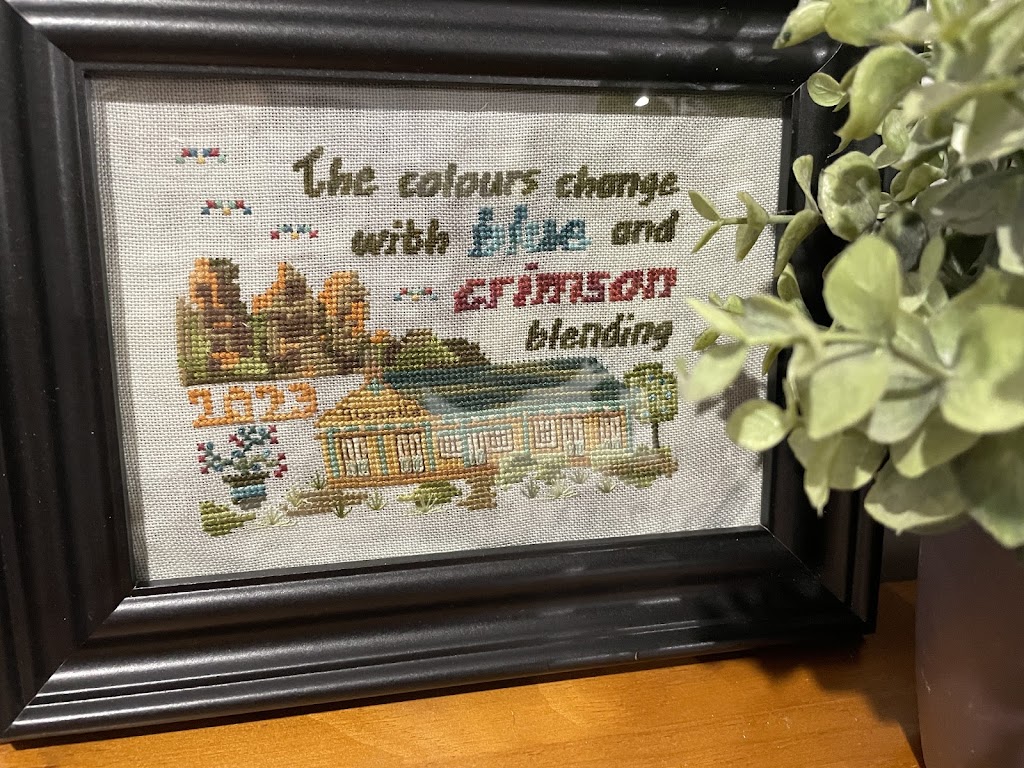 The colours change
with blue and
crimson
blending
2023